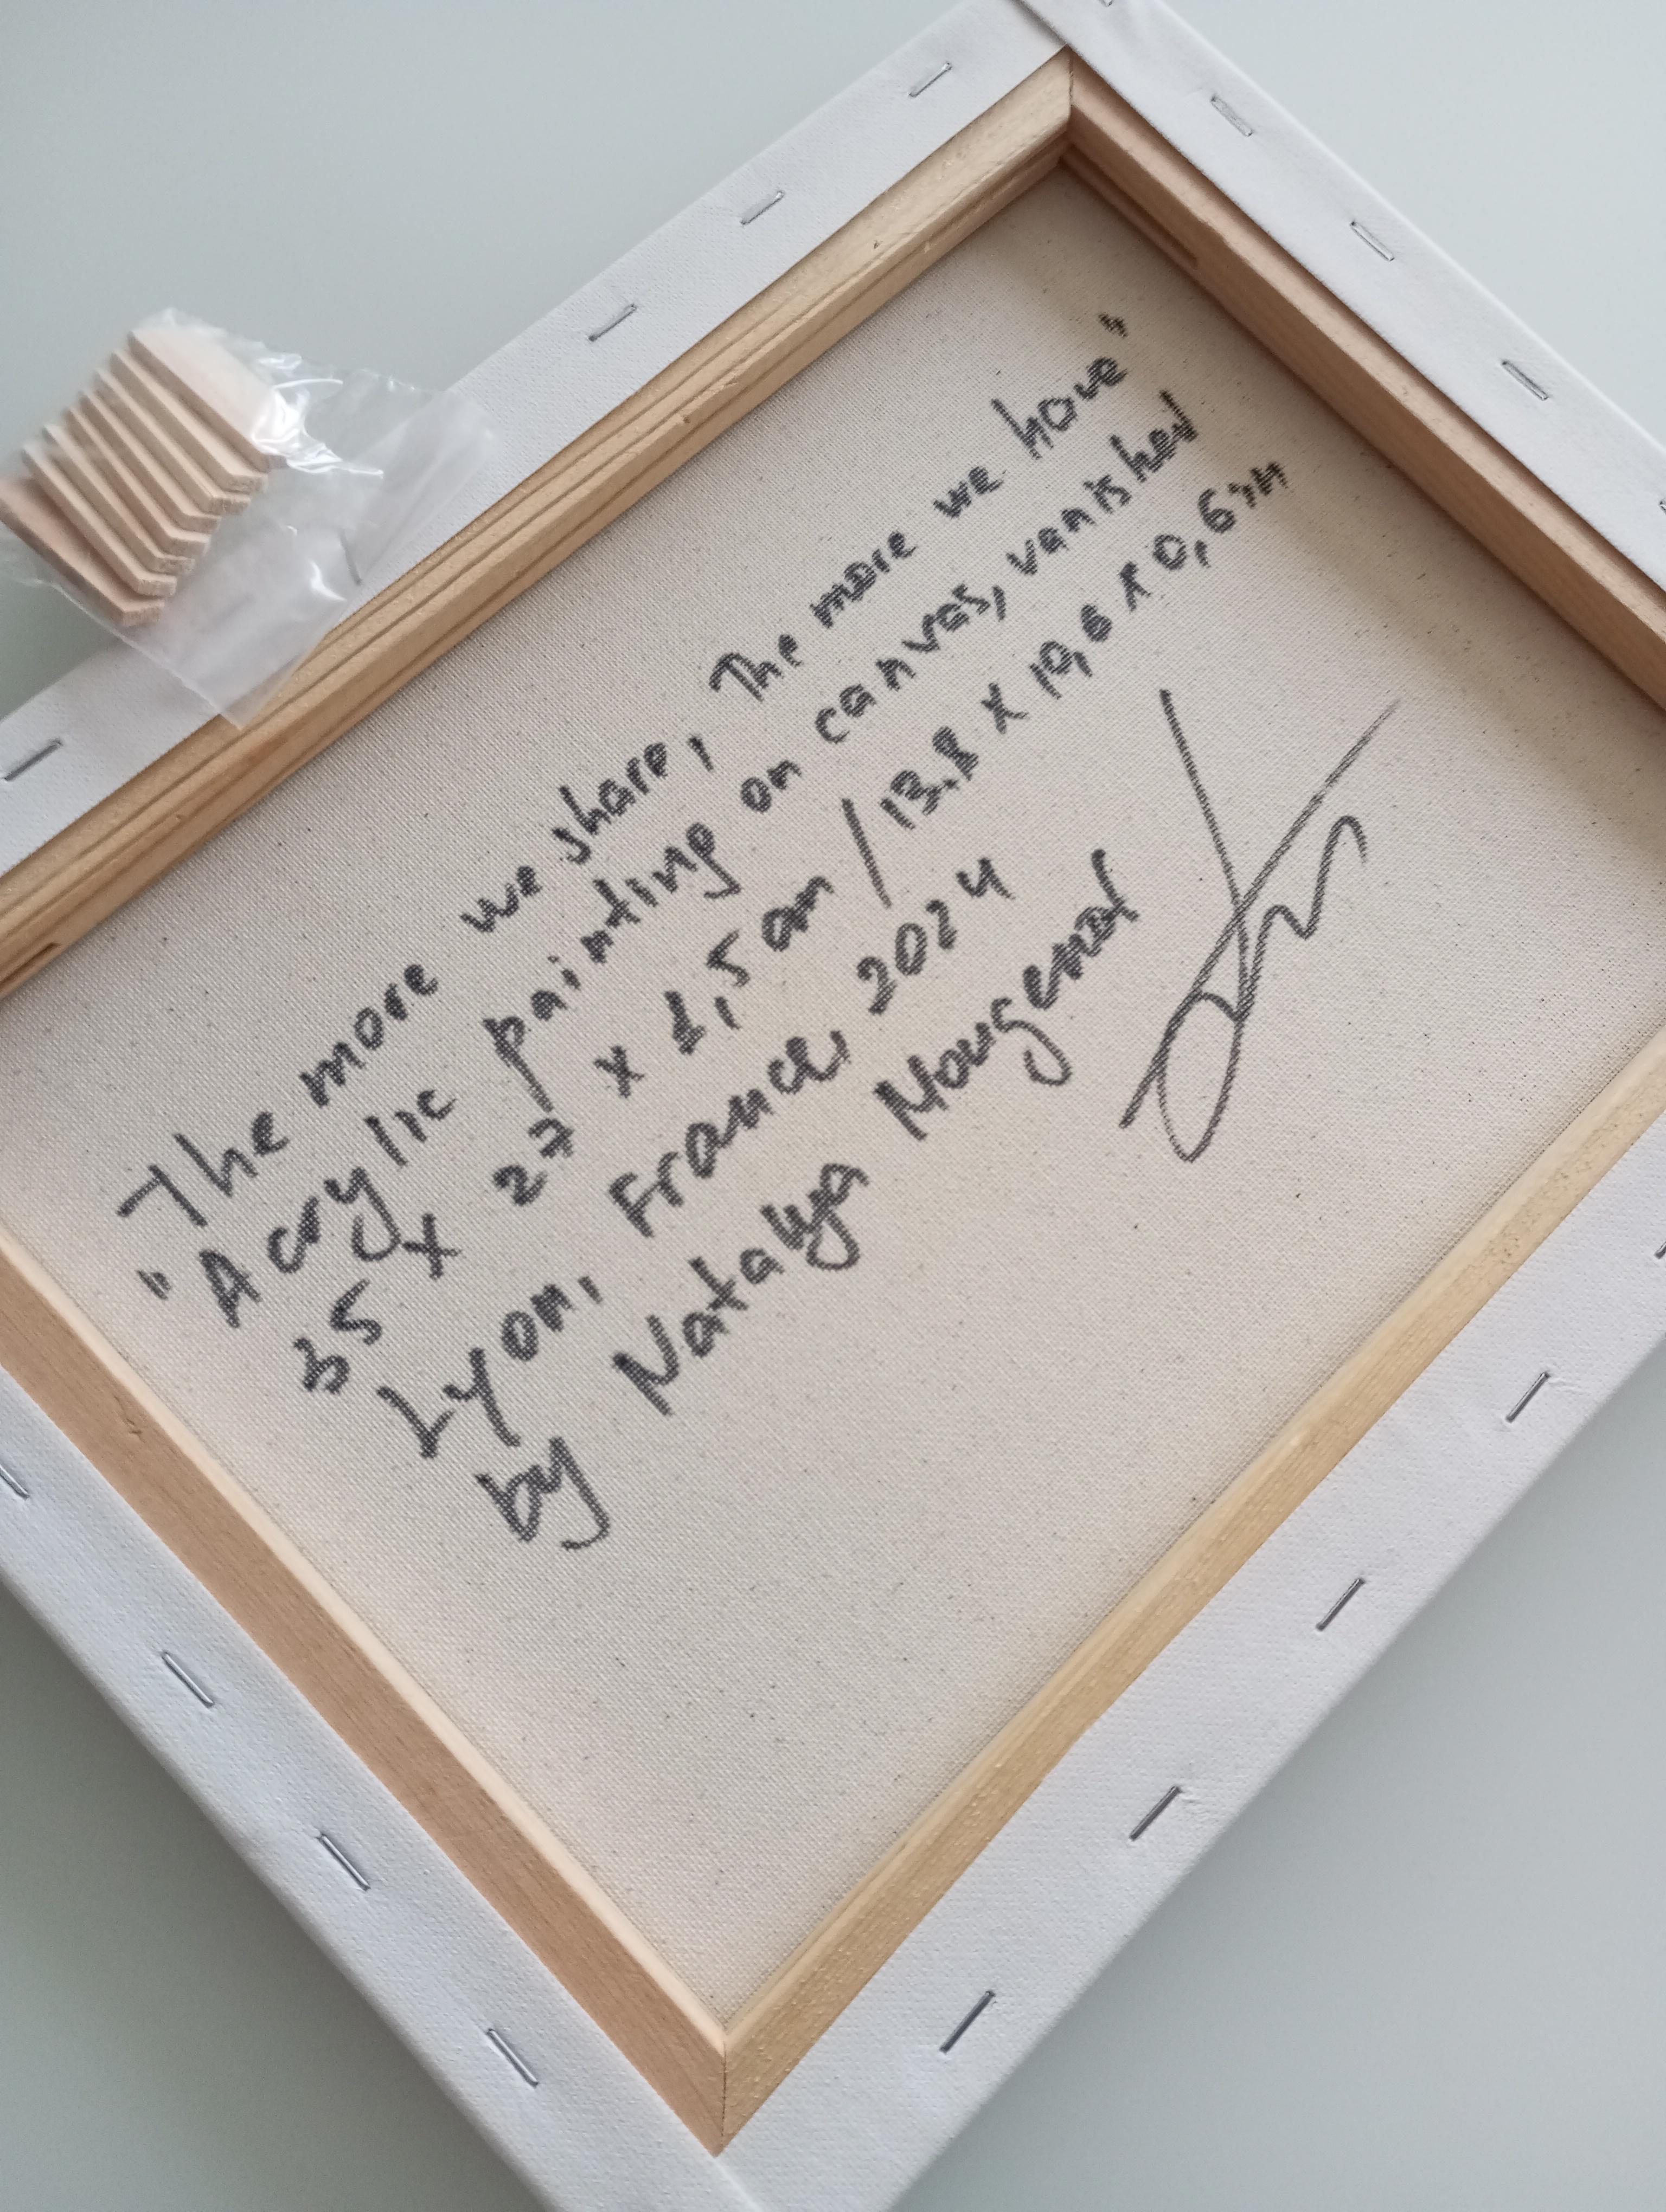 "The more we share, The more we have"
Acrylic painting on canvas, vanished
35 x 27 x 1,5 cm / 13,8 x 10,6 x 0,6 in
Lyon, France, 2024
by Natalya Mougenot